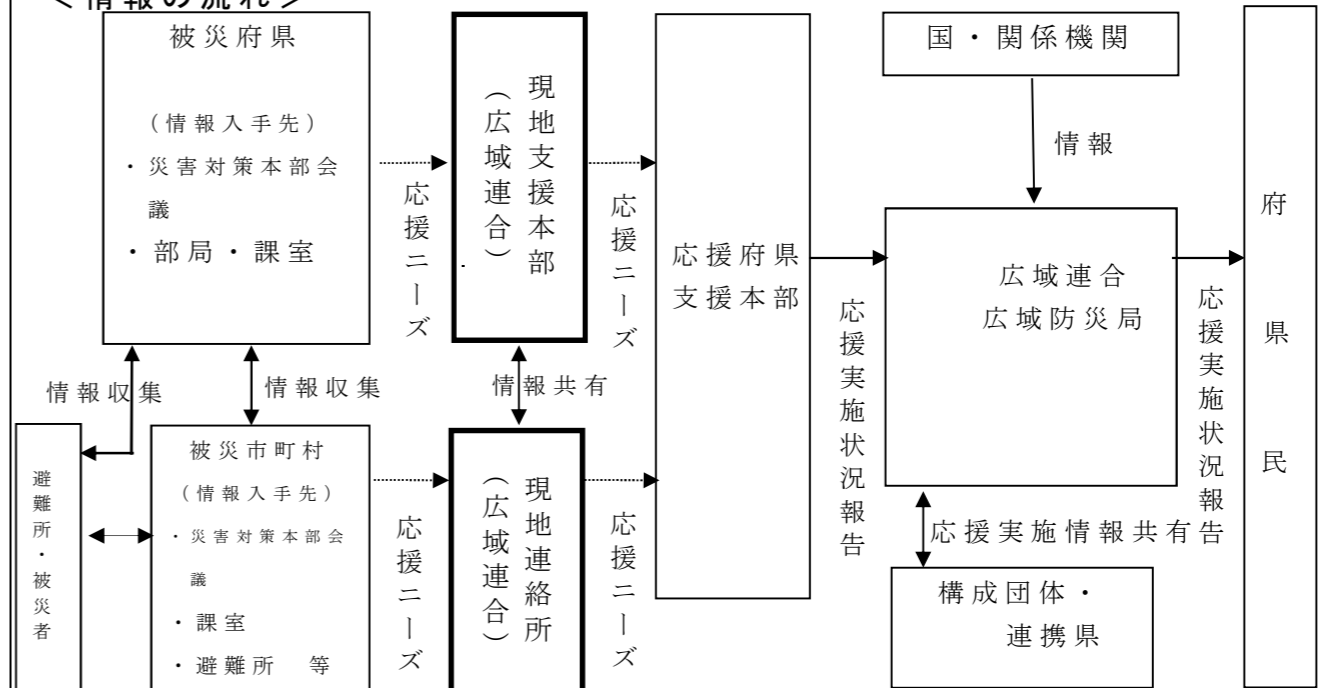 ＜情報の流れ＞
被災府県
（情報入手先）
・災害対策本部会
議
・部局・課室
応援ニーズ
現地支援本部
（広域連合）
応援ニーズ
応援府県
支援本部
応援実施状況報告
国・関係機関
情報
広域連合
広域防災局
応援実施状況報告
府県民
情報収集
情報収集
情報共有
避難所・被災者
被災市町村
（情報入手先）
・災害対策本部会
議
・課室
・避難所　等
応援ニーズ
現地連絡所
（広域連合）
応援ニーズ
応援実施情報共有
構成団体・
連携県